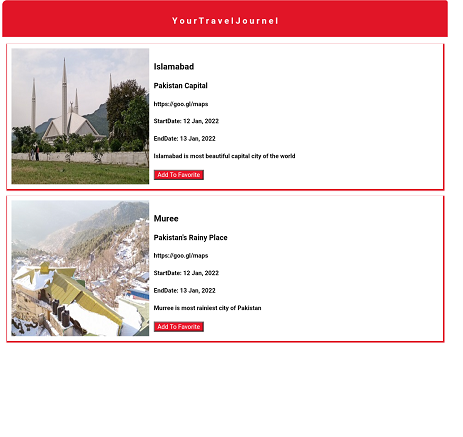 YourTravelJournel
Islamabad
Pakistan Capital
https://goo.gl/maps
StartDate: 12 Jan, 2022
EndDate: 13 Jan, 2022
Islamabad is most beautiful capital city of the world
Add To Favorite
Muree
Pakistan's Rainy Place
https://goo.gl/maps
StartDate: 12 Jan, 2022
EndDate: 13 Jan, 2022
Murree is most rainiest city of Pakistan
Add To Favorite